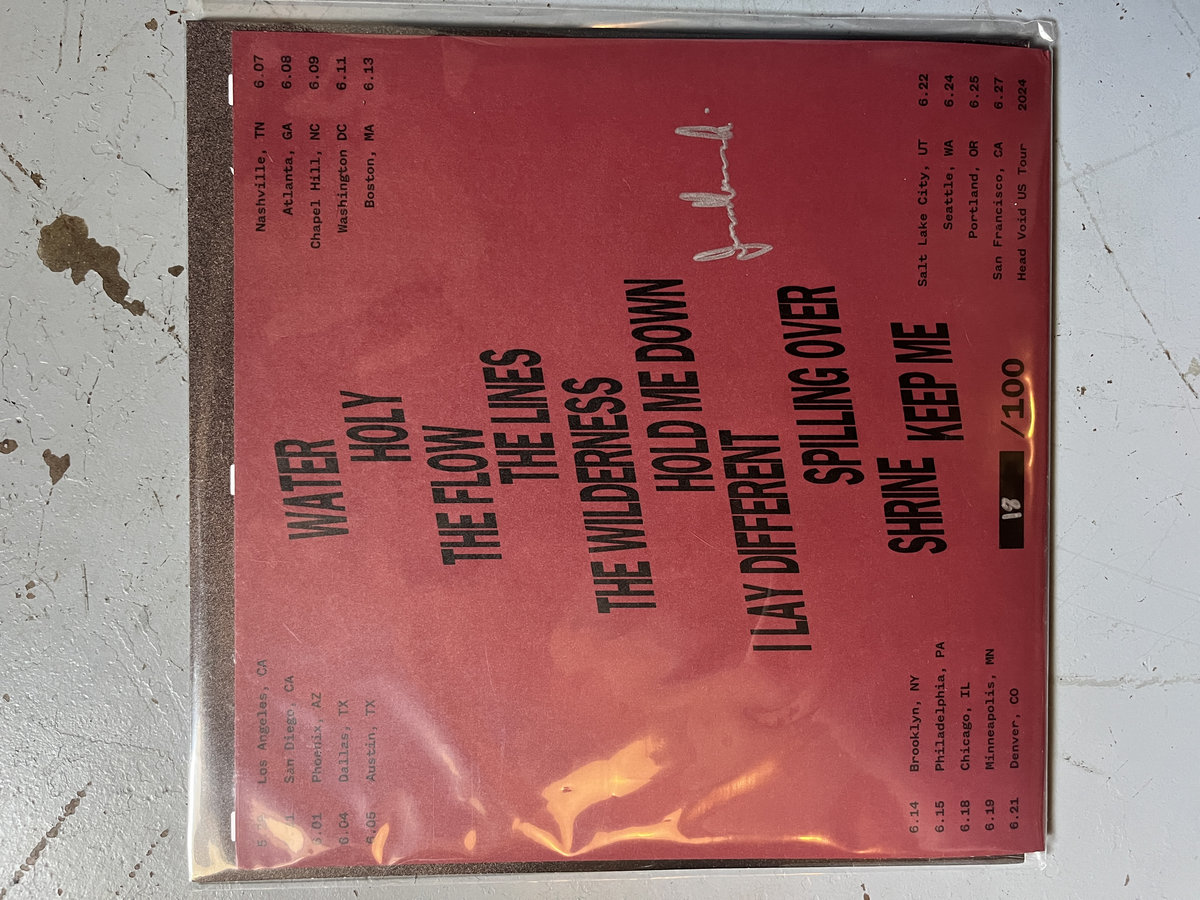 Los Angeles, CA
San Diego, CA
6.01 Phoenix, AZ
6.04 Dallas, TX
6.05 Austin, TX
Nashville, TN 6.07
Atlanta, GA 6.08
Chapel Hill, NC 6.09
Washington DC 6.11
Boston, MA 6.13
WATER
HOLY
THE FLOW
THE LINES
THE WILDERNESS
HOLD ME DOWN
I LAY DIFFERENT
SPILLING OVER
SHRINE KEEP ME
6.14 Brooklyn, NY
6.15 Philadelphia, PA
6.18 Chicago, IL
6.19 Minneapolis, MN
6.21 Denver, CO
18 /100
Salt Lake City, UT 6.22
Seattle, WA 6.24
Portland, OR 6.25
San Francisco, CA 6.27
Head Void US Tour 2024